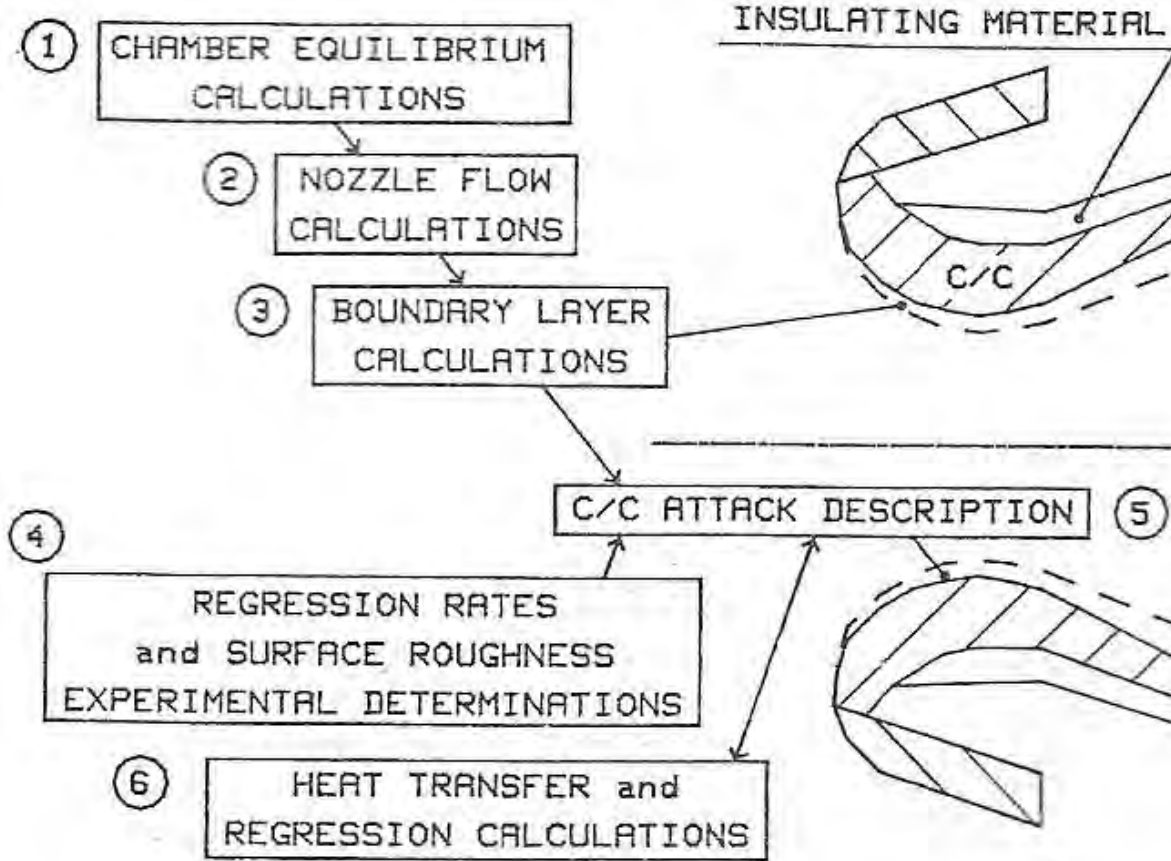 INSULATING MATERIAL
1
CHAMBER EQUILIBRIUM
CALCULATIONS
2
NOZZLE FLOW
CALCULATIONS
3
BOUNDARY LAYER
CALCULATIONS
C/C
C/C ATTACK DESCRIPTION
5
4
REGRESSION RATES
and SURFACE ROUGHNESS
EXPERIMENTAL DETERMINATIONS
6
HEAT TRANSFER and
REGRESSION CALCULATIONS